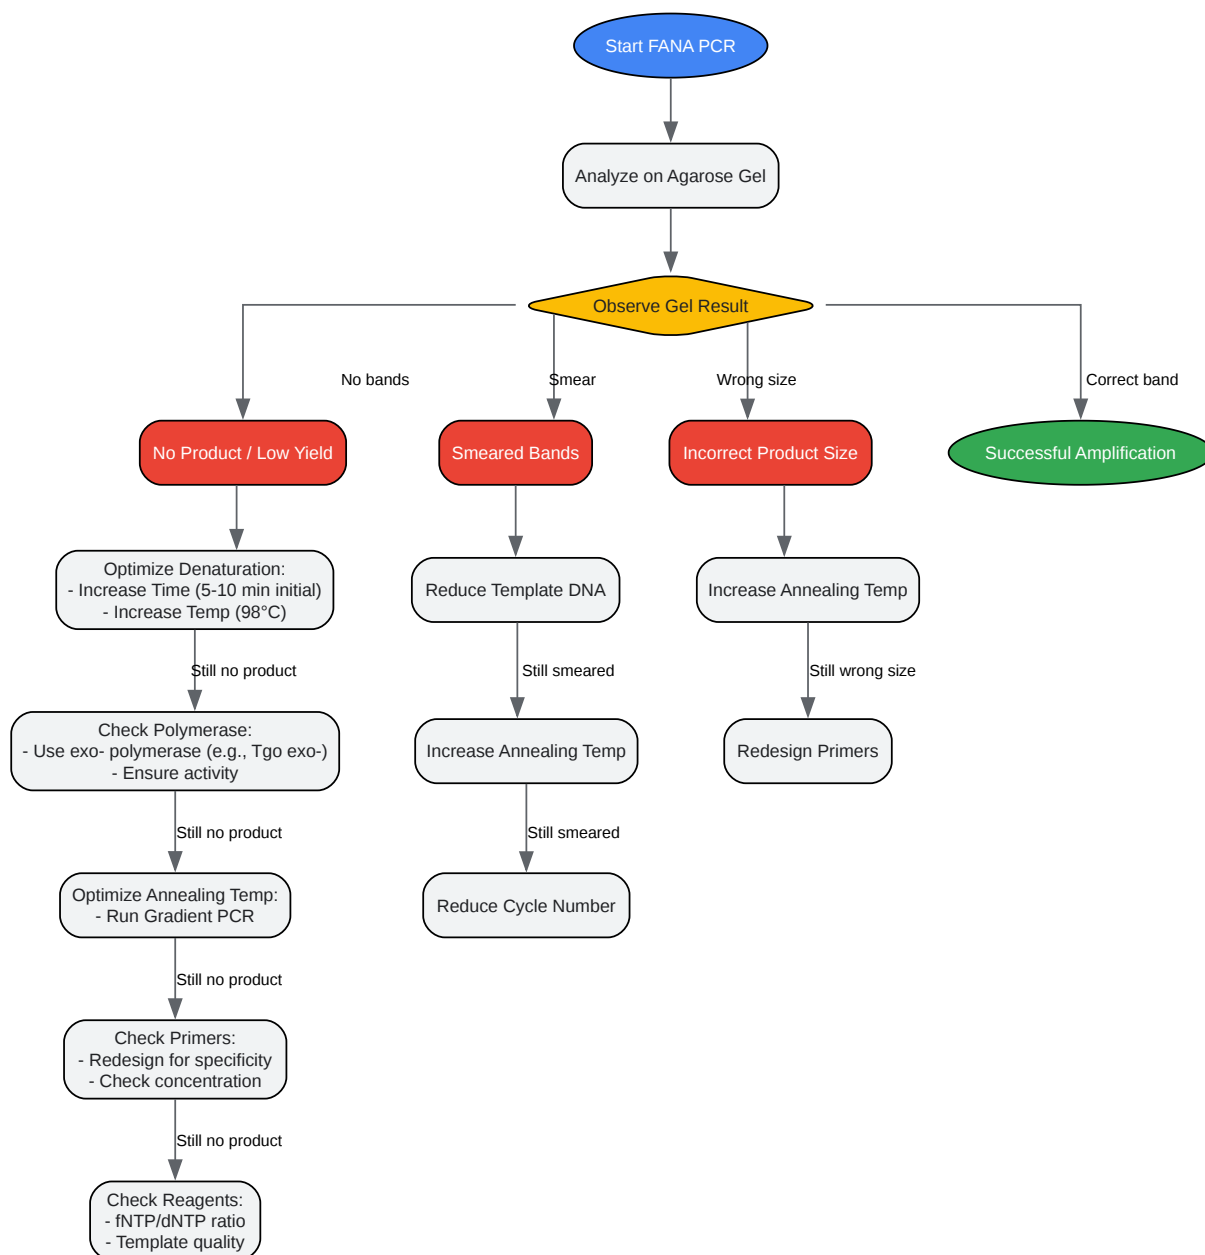 Start FANA PCR
Analyze on Agarose Gel
Observe Gel Result
No bands
Smear
Wrong size
Correct band
No Product / Low Yield
Smeared Bands
Incorrect Product Size
Successful Amplification
Optimize Denaturation:
- Increase Time (5-10 min initial)
- Increase Temp (98°C)
Reduce Template DNA
Increase Annealing Temp
Still no product
Still smeared
Still wrong size
Check Polymerase:
- Use exo- polymerase (e.g., Tgo exo-)
- Ensure activity
Increase Annealing Temp
Redesign Primers
Still no product
Still smeared
Optimize Annealing Temp:
- Run Gradient PCR
Reduce Cycle Number
Still no product
Check Primers:
- Redesign for specificity
- Check concentration
Still no product
Check Reagents:
- fNTP/dNTP ratio
- Template quality